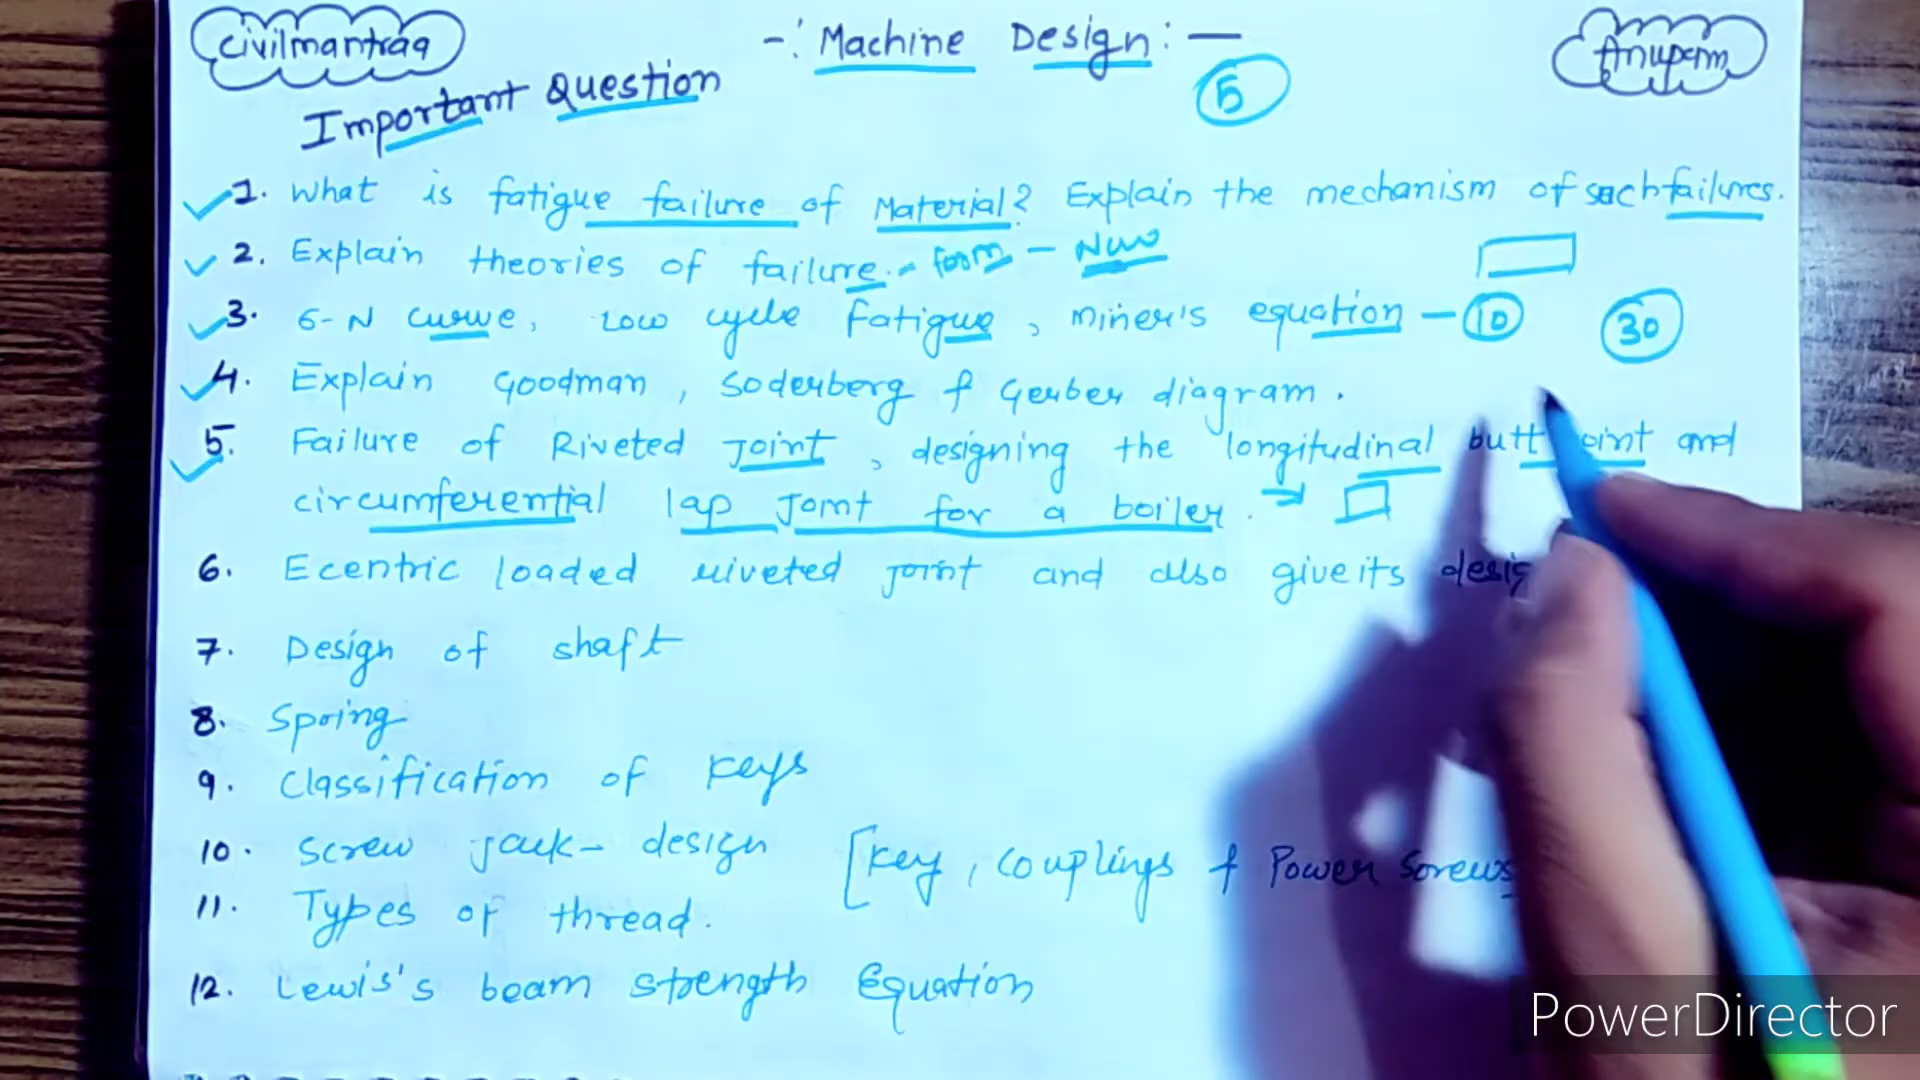 civilmantraa
-: Machine Design: —
Anupam
Important Question
5
1. What is fatigue failure of Material? Explain the mechanism of such failures.
2. Explain theories of failure. - form - Nu
3. S-N curve, Low cycle fatigue, Miner's equation - 10 30
4. Explain Goodman, Soderberg & Gerber diagram.
5. Failure of Riveted Joint, designing the longitudinal butt joint and
circumferential lap Joint for a boiler. →
6. Ecentric loaded riveted joint and also give its desig
7. Design of shaft
8. Spring
9. Classification of keys
10. Screw jack - design [Key, Couplings & Power Screws
11. Types of thread.
12. Lewis's beam strength Equation
PowerDirector